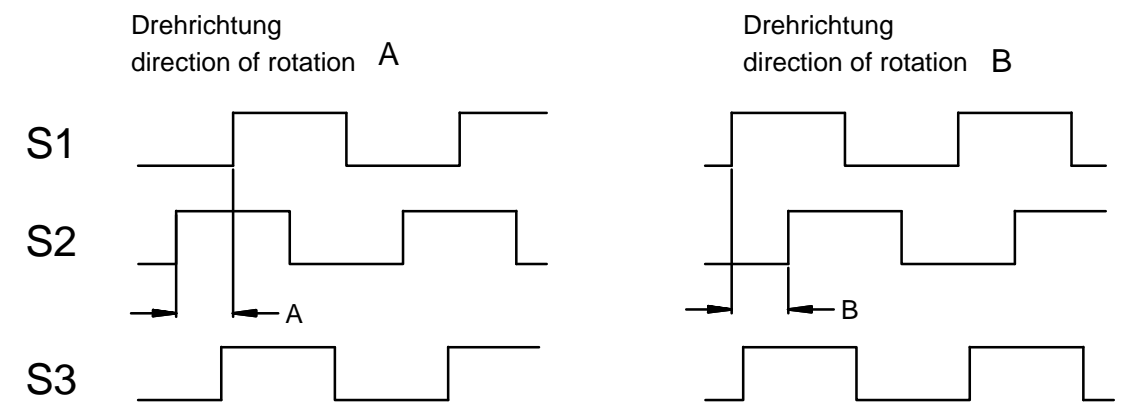 Drehrichtung
direction of rotation A
Drehrichtung
direction of rotation B
S1
S2
A
B
S3